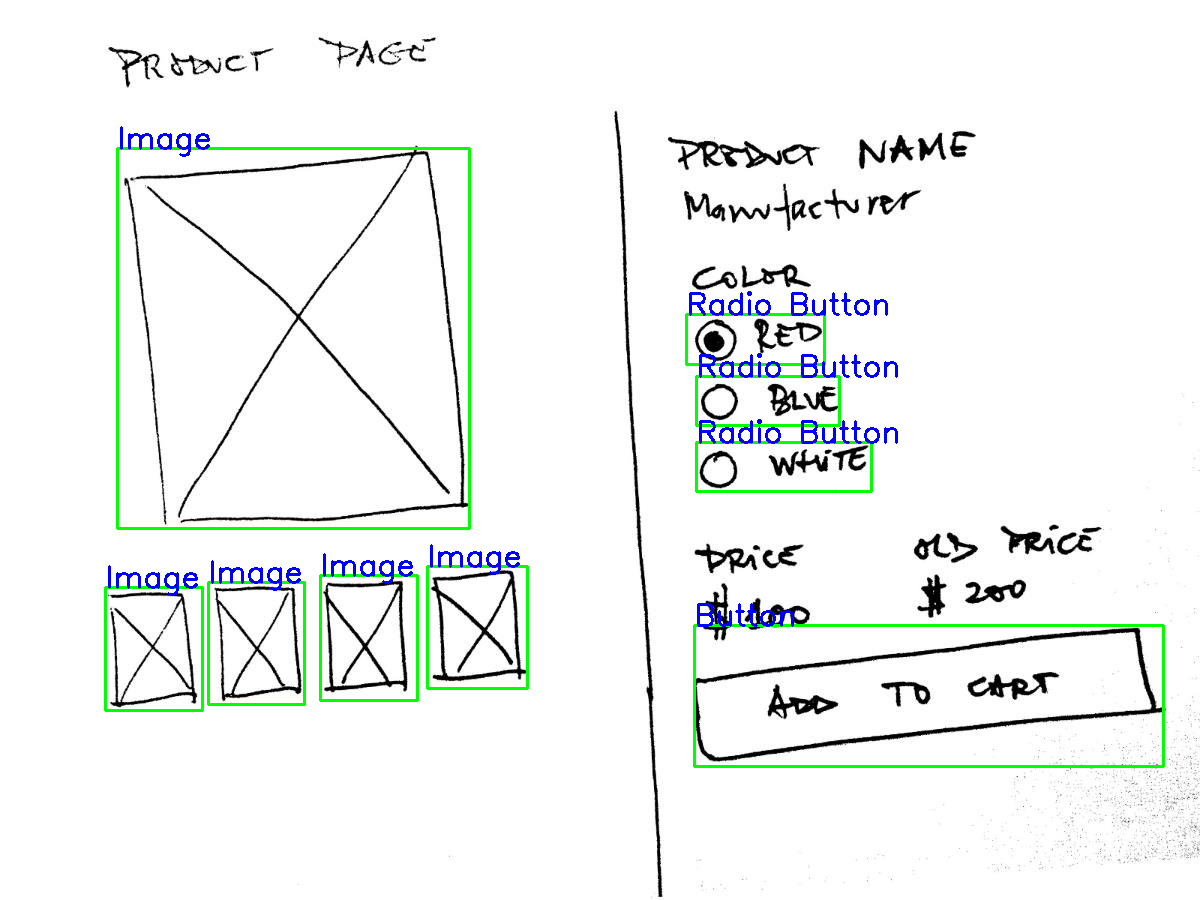 PRODUCT PAGE
Image
PRODUCT NAME
Manufacturer
COLOR
Radio Button
RED
Radio Button
BLUE
Radio Button
WHITE
PRICE OLD PRICE
$ 100 $ 200
Image Image Image Image
Button
ADD TO CART